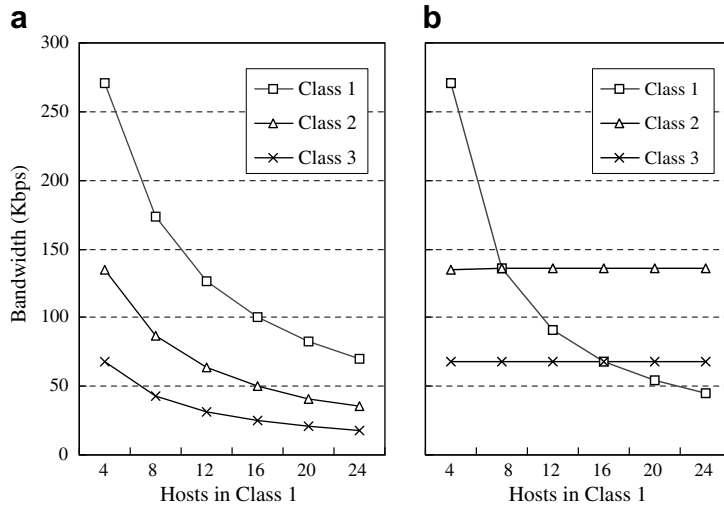 a
b
Bandwidth (Kbps)
300
250
200
150
100
50
0
Class 1
Class 2
Class 3
4 8 12 16 20 24
Hosts in Class 1
Class 1
Class 2
Class 3
4 8 12 16 20 24
Hosts in Class 1